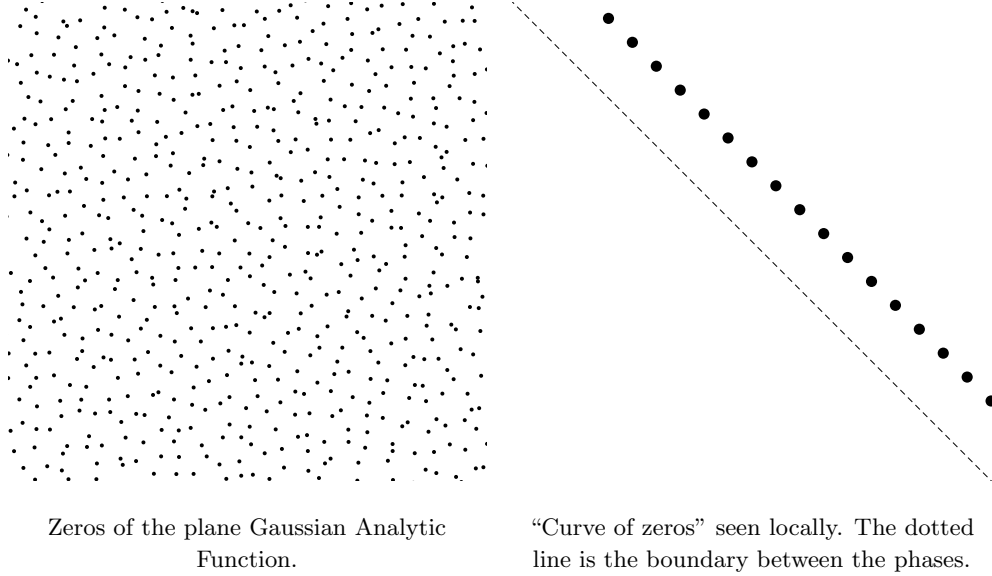 Zeros of the plane Gaussian Analytic
Function.
“Curve of zeros” seen locally. The dotted
line is the boundary between the phases.